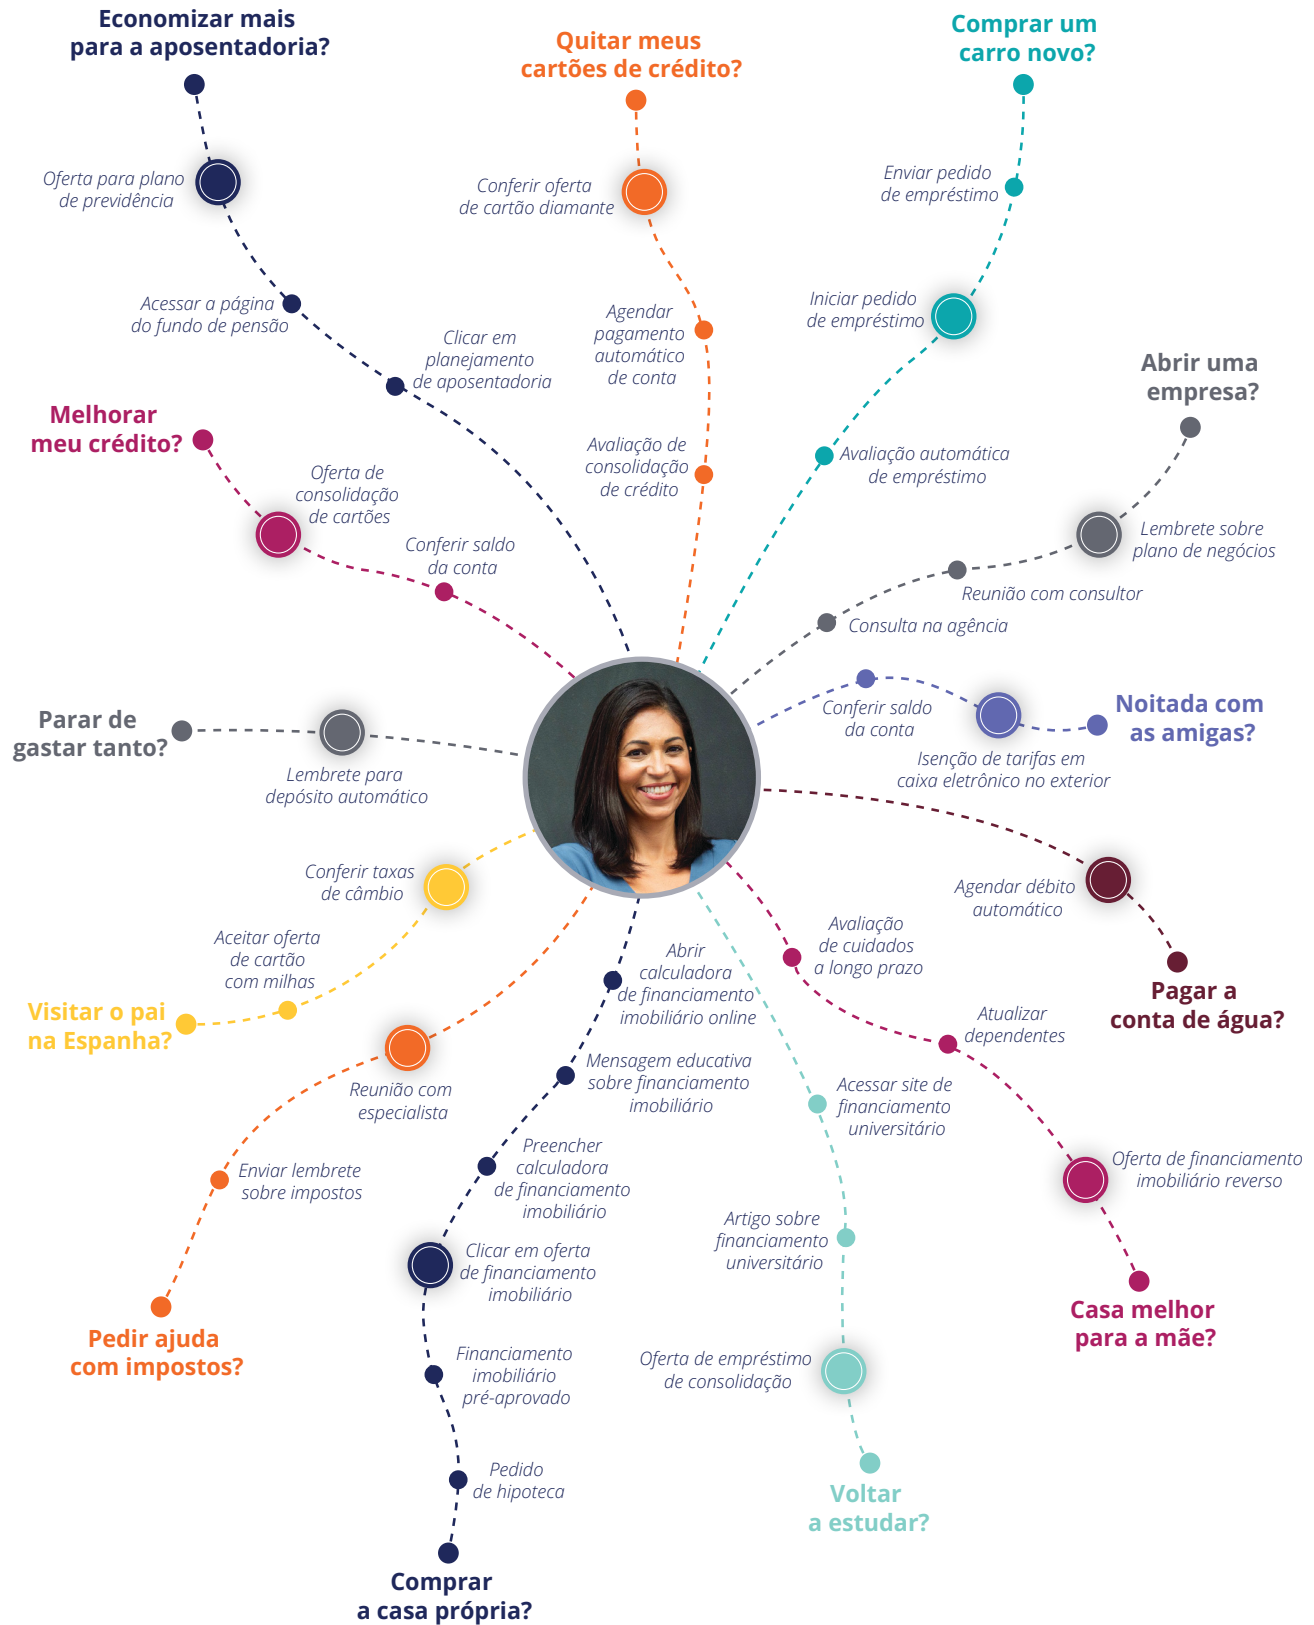 Economizar mais
para a aposentadoria?
Oferta para plano
de previdência
Acessar a página
do fundo de pensão
Clicar em
planejamento
de aposentadoria
Quitar meus
cartões de crédito?
Conferir oferta
de cartão diamante
Agendar
pagamento
automático
de conta
Avaliação de
consolidação
de crédito
Comprar um
carro novo?
Enviar pedido
de empréstimo
Iniciar pedido
de empréstimo
Avaliação automática
de empréstimo
Abrir uma
empresa?
Lembrete sobre
plano de negócios
Reunião com consultor
Consulta na agência
Melhorar
meu crédito?
Oferta de
consolidação
de cartões
Conferir saldo
da conta
Noitada com
as amigas?
Conferir saldo
da conta
Isenção de tarifas em
caixa eletrônico no exterior
Parar de
gastar tanto?
Lembrete para
depósito automático
Agendar débito
automático
Pagar a
conta de água?
Conferir taxas
de câmbio
Aceitar oferta
de cartão
com milhas
Visitar o pai
na Espanha?
Reunião com
especialista
Enviar lembrete
sobre impostos
Pedir ajuda
com impostos?
Abrir
calculadora
de financiamento
imobiliário online
Mensagem educativa
sobre financiamento
imobiliário
Preencher
calculadora
de financiamento
imobiliário
Clicar em oferta
de financiamento
imobiliário
Financiamento
imobiliário
pré-aprovado
Pedido
de hipoteca
Comprar
a casa própria?
Avaliação
de cuidados
a longo prazo
Atualizar
dependentes
Oferta de financiamento
imobiliário reverso
Casa melhor
para a mãe?
Acessar site de
financiamento
universitário
Artigo sobre
financiamento
universitário
Oferta de empréstimo
de consolidação
Voltar
a estudar?